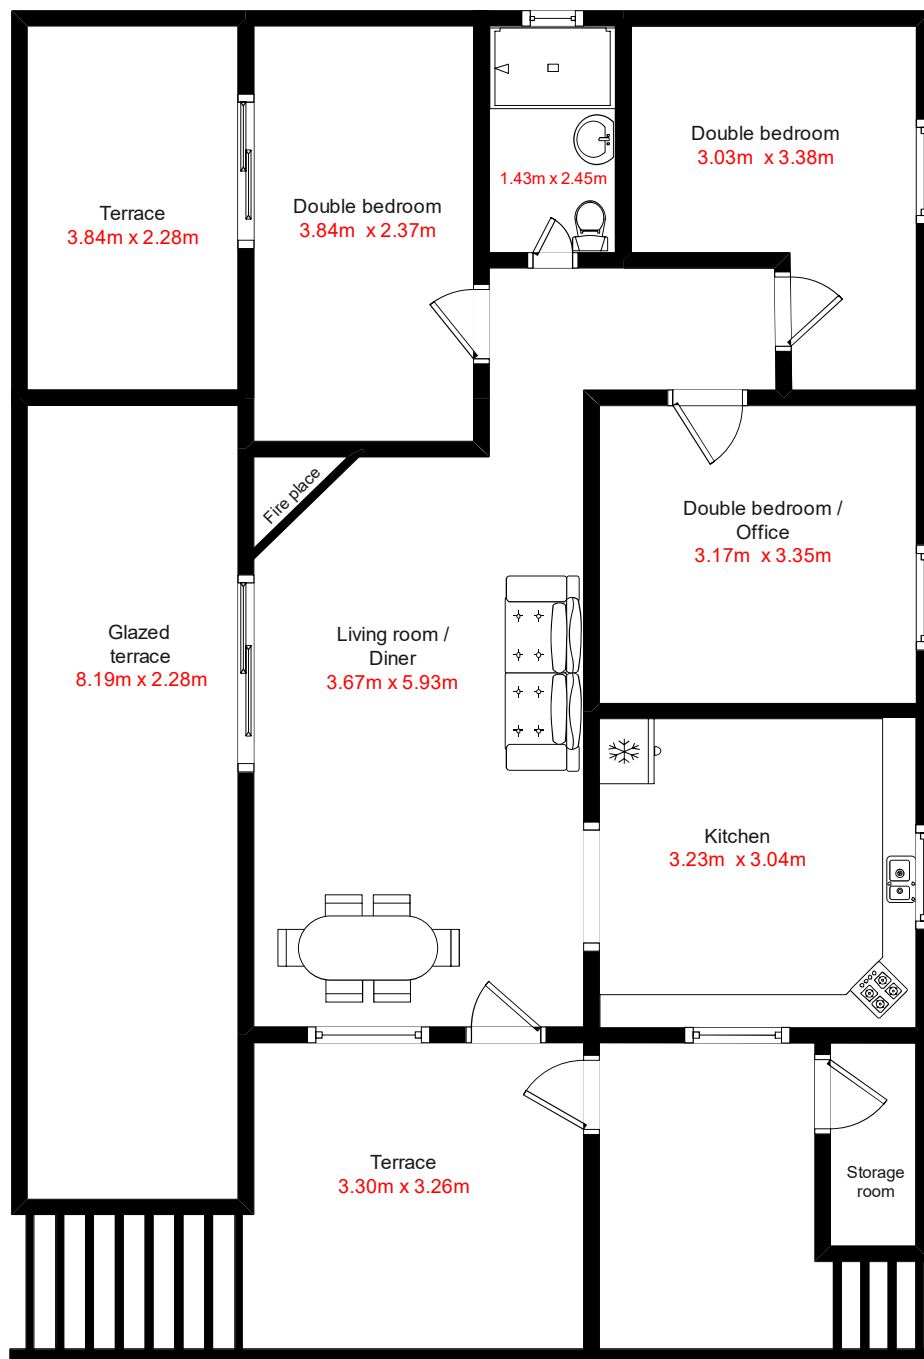 Double bedroom
3.03m x 3.38m
1.43m x 2.45m
Terrace
3.84m x 2.28m
Double bedroom
3.84m x 2.37m
Fire place
Double bedroom /
Office
3.17m x 3.35m
Glazed
terrace
8.19m x 2.28m
Living room /
Diner
3.67m x 5.93m
Kitchen
3.23m x 3.04m
Terrace
3.30m x 3.26m
Storage
room